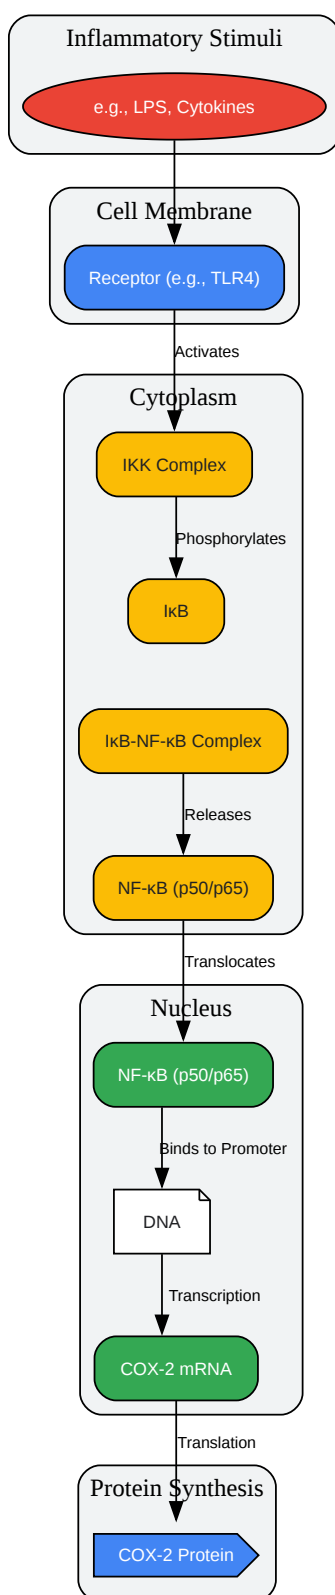 Inflammatory Stimuli
e.g., LPS, Cytokines
Cell Membrane
Receptor (e.g., TLR4)
Activates
Cytoplasm
IKK Complex
Phosphorylates
IκB
IκB-NF-κB Complex
Releases
NF-κB (p50/p65)
Translocates
Nucleus
NF-κB (p50/p65)
Binds to Promoter
DNA
Transcription
COX-2 mRNA
Translation
Protein Synthesis
COX-2 Protein